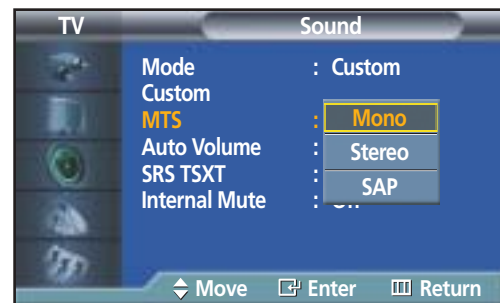 TV Sound
Mode : Custom
Custom
MTS : Mono
Auto Volume : Stereo
SRS TSXT : SAP
Internal Mute :
Move Enter Return